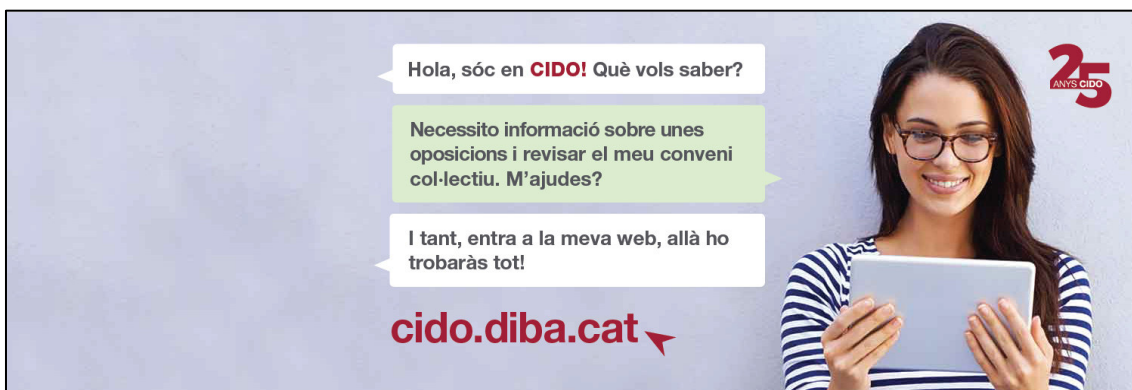 Hola, sóc en CIDO! Què vols saber?
25
ANYS CIDO
Necessito informació sobre unes
oposicions i revisar el meu conveni
col·lectiu. M'ajudes?
I tant, entra a la meva web, allà ho
trobaràs tot!
cido.diba.cat